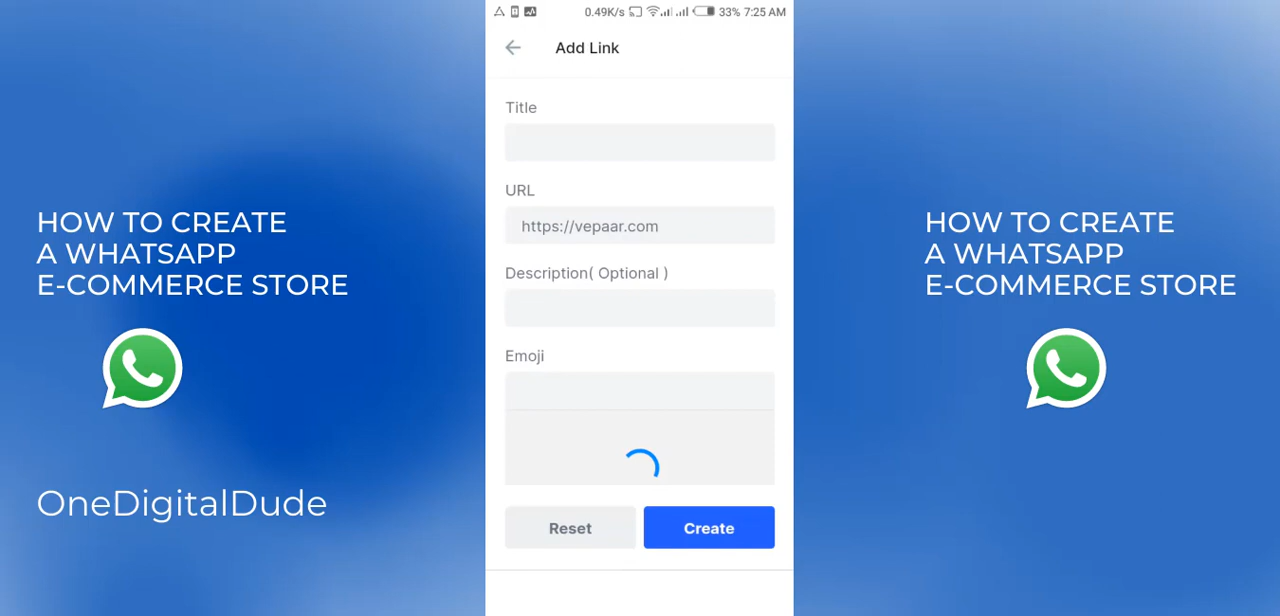 HOW TO CREATE
A WHATSAPP
E-COMMERCE STORE
OneDigitalDude
0.49K/s 33% 7:25 AM
Add Link
Title
URL
https://vepaar.com
Description( Optional )
Emoji
Reset
Create
HOW TO CREATE
A WHATSAPP
E-COMMERCE STORE